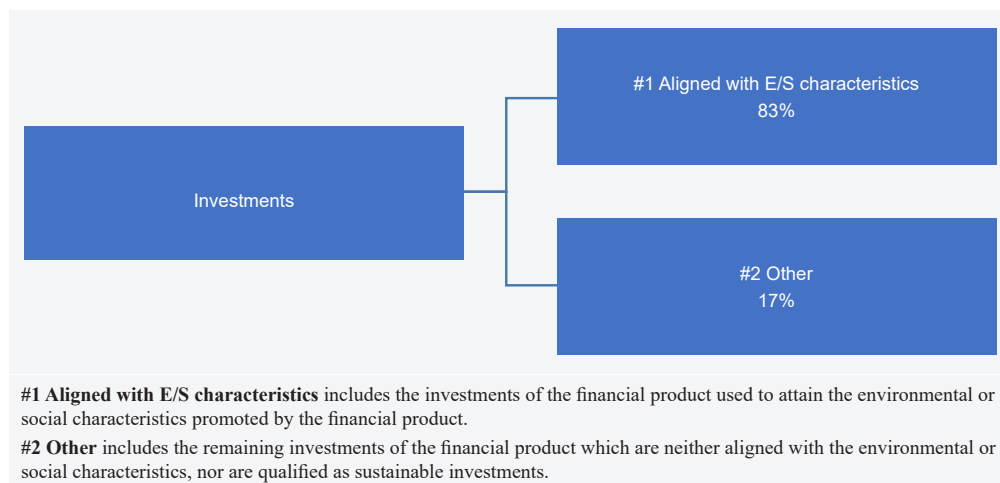 #1 Aligned with E/S characteristics
83%
Investments
#2 Other
17%
#1 Aligned with E/S characteristics includes the investments of the financial product used to attain the environmental or
social characteristics promoted by the financial product.
#2 Other includes the remaining investments of the financial product which are neither aligned with the environmental or
social characteristics, nor are qualified as sustainable investments.